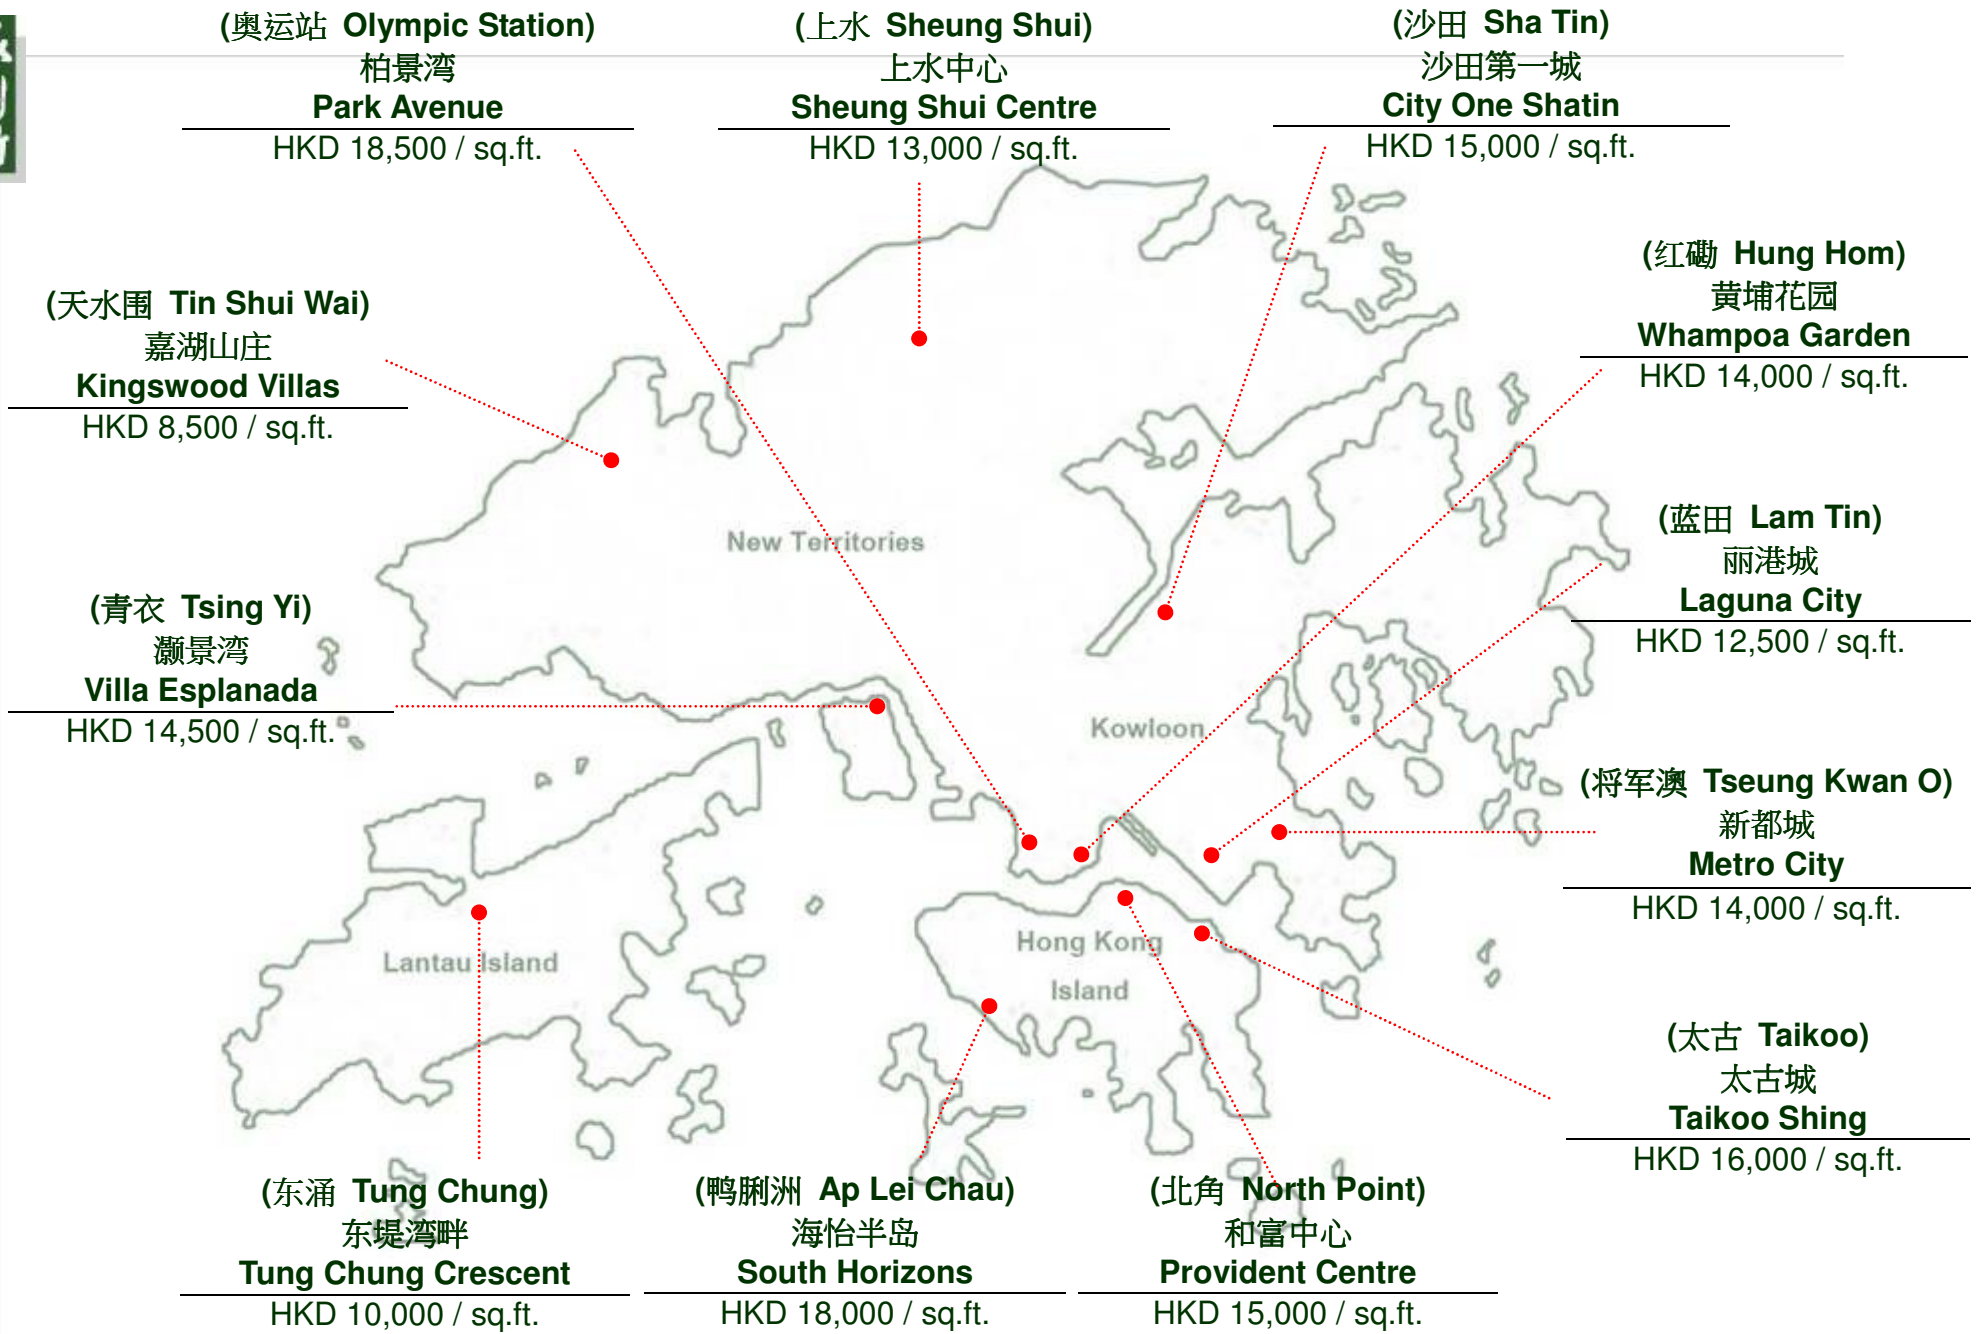 (奥运站 Olympic Station)
柏景湾
Park Avenue
HKD 18,500 / sq.ft.
(上水 Sheung Shui)
上水中心
Sheung Shui Centre
HKD 13,000 / sq.ft.
(沙田 Sha Tin)
沙田第一城
City One Shatin
HKD 15,000 / sq.ft.
(天水围 Tin Shui Wai)
嘉湖山庄
Kingswood Villas
HKD 8,500 / sq.ft.
(红磡 Hung Hom)
黄埔花园
Whampoa Garden
HKD 14,000 / sq.ft.
(青衣 Tsing Yi)
灏景湾
Villa Esplanada
HKD 14,500 / sq.ft.
(蓝田 Lam Tin)
丽港城
Laguna City
HKD 12,500 / sq.ft.
New Territories
Kowloon
(将军澳 Tseung Kwan O)
新都城
Metro City
HKD 14,000 / sq.ft.
Lantau Island
Hong Kong
Island
(太古 Taikoo)
太古城
Taikoo Shing
HKD 16,000 / sq.ft.
(东涌 Tung Chung)
东堤湾畔
Tung Chung Crescent
HKD 10,000 / sq.ft.
(鸭脷洲 Ap Lei Chau)
海怡半岛
South Horizons
HKD 18,000 / sq.ft.
(北角 North Point)
和富中心
Provident Centre
HKD 15,000 / sq.ft.